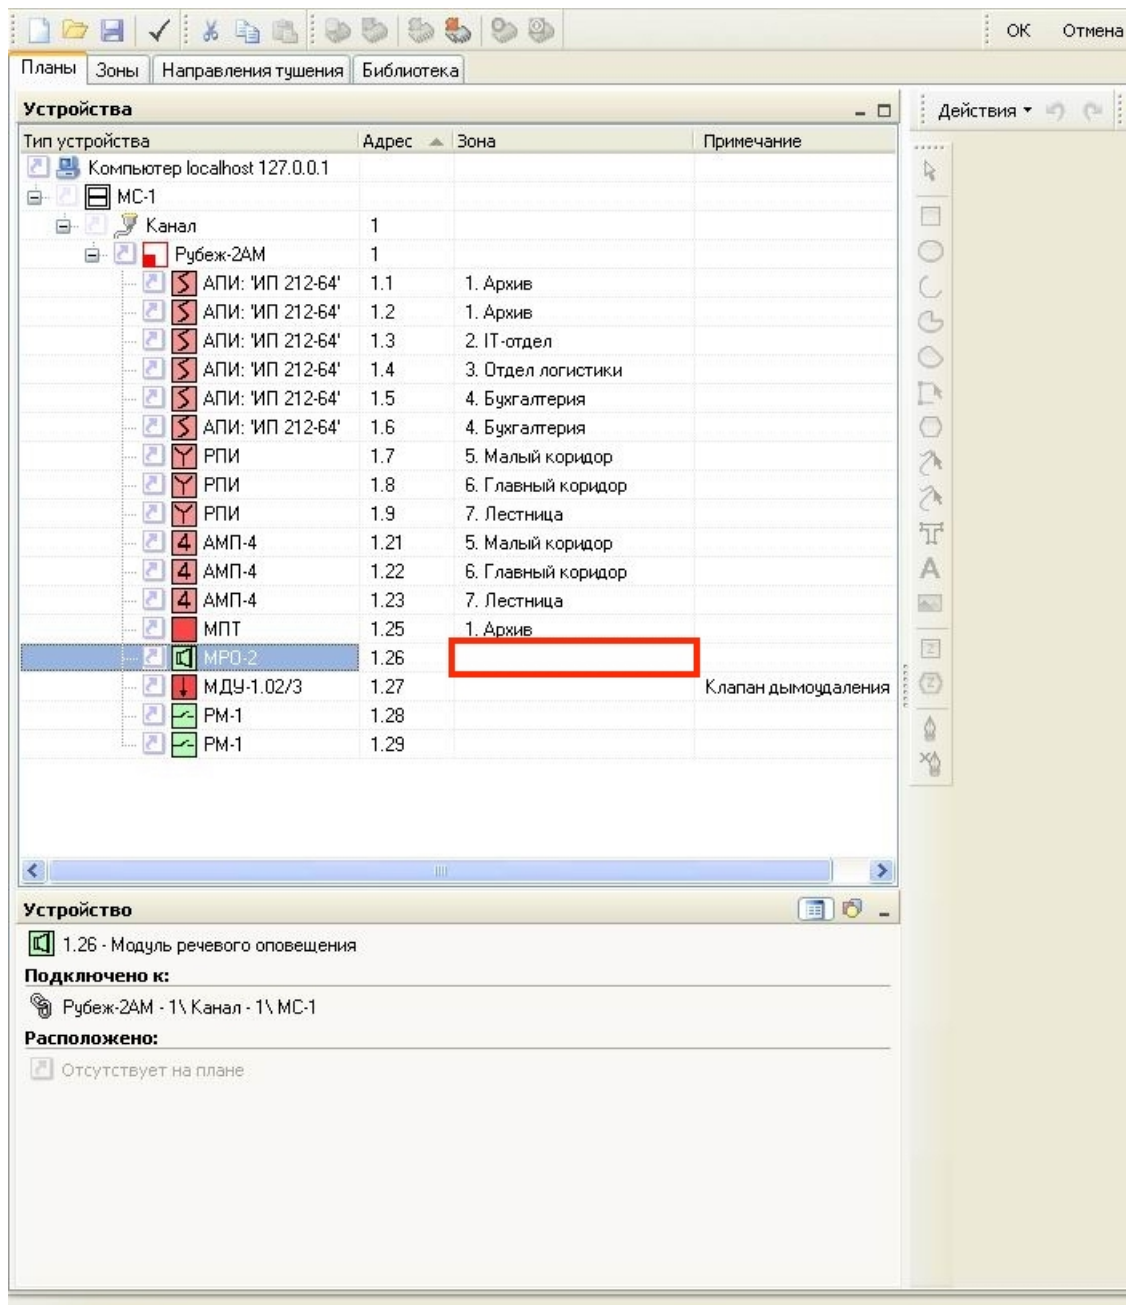 ОК Отмена
Планы Зоны Направления тушения Библиотека
Устройства
Действия
Тип устройства Адрес Зона Примечание
Компьютер localhost 127.0.0.1
МС-1
Канал 1
Рубеж-2АМ 1
АПИ: 'ИП 212-64' 1.1 1. Архив
АПИ: 'ИП 212-64' 1.2 1. Архив
АПИ: 'ИП 212-64' 1.3 2. IT-отдел
АПИ: 'ИП 212-64' 1.4 3. Отдел логистики
АПИ: 'ИП 212-64' 1.5 4. Бухгалтерия
АПИ: 'ИП 212-64' 1.6 4. Бухгалтерия
РПИ 1.7 5. Малый коридор
РПИ 1.8 6. Главный коридор
РПИ 1.9 7. Лестница
4 АМП-4 1.21 5. Малый коридор
4 АМП-4 1.22 6. Главный коридор
4 АМП-4 1.23 7. Лестница
МПТ 1.25 1. Архив
МРО-2 1.26
МДУ-1.02/3 1.27 Клапан дымоудаления
РМ-1 1.28
РМ-1 1.29
Устройство
1.26 - Модуль речевого оповещения
Подключено к:
Рубеж-2АМ - 1\ Канал - 1\ МС-1
Расположено:
Отсутствует на плане